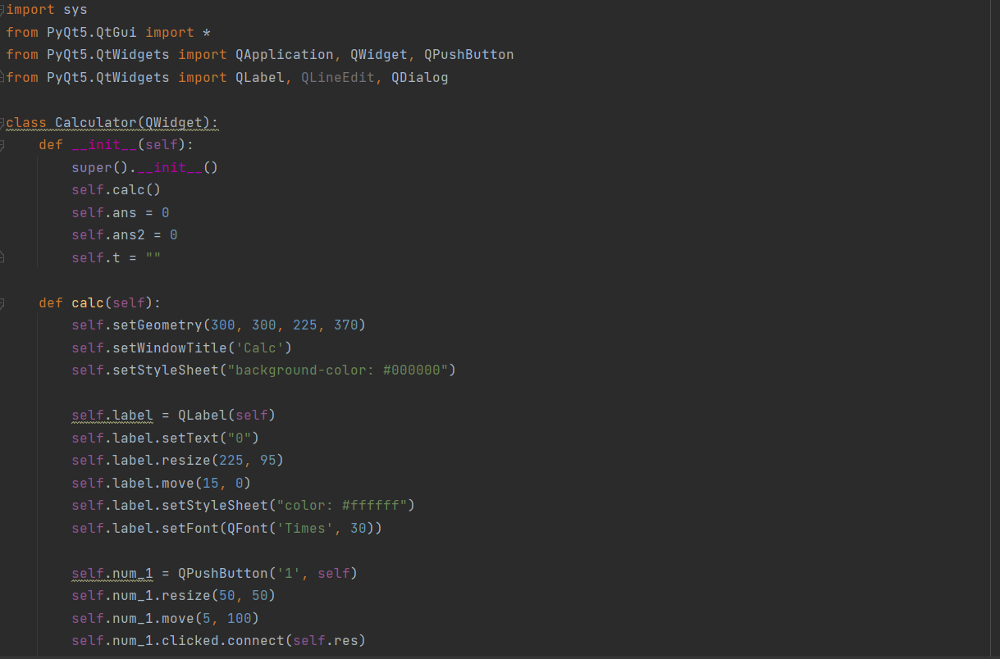 import sys
from PyQt5.QtGui import *
from PyQt5.QtWidgets import QApplication, QWidget, QPushButton
from PyQt5.QtWidgets import QLabel, QLineEdit, QDialog

class Calculator(QWidget):
    def __init__(self):
        super().__init__()
        self.calc()
        self.ans = 0
        self.ans2 = 0
        self.t = ""

    def calc(self):
        self.setGeometry(300, 300, 225, 370)
        self.setWindowTitle('Calc')
        self.setStyleSheet("background-color: #000000")

        self.label = QLabel(self)
        self.label.setText("0")
        self.label.resize(225, 95)
        self.label.move(15, 0)
        self.label.setStyleSheet("color: #ffffff")
        self.label.setFont(QFont('Times', 30))

        self.num_1 = QPushButton('1', self)
        self.num_1.resize(50, 50)
        self.num_1.move(5, 100)
        self.num_1.clicked.connect(self.res)